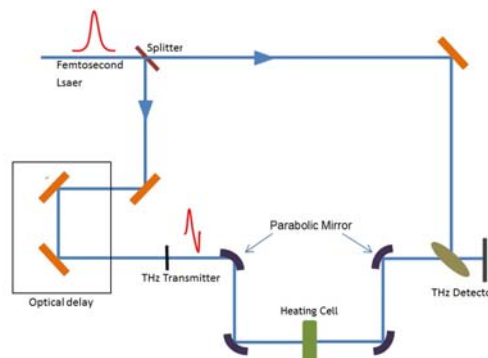 Splitter
Femtosecond
Lsaer
Parabolic Mirror
THz Transmitter
Optical delay
Heating Cell
THz Detecto